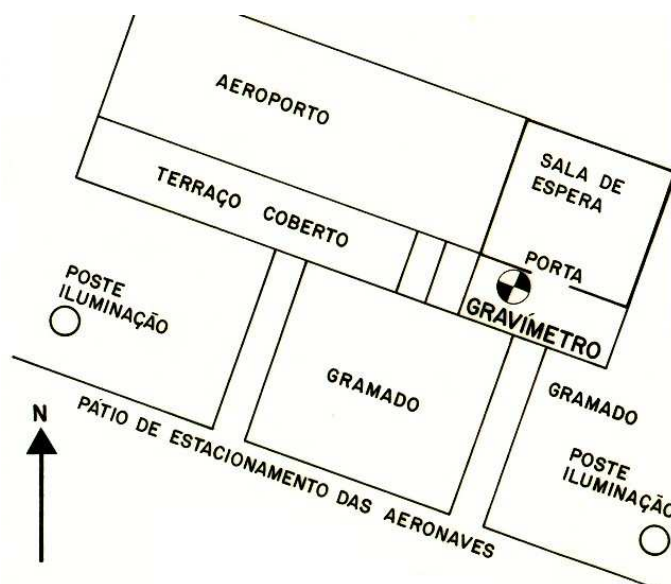 AEROPORTO
SALA DE
ESPERA
TERRAÇO COBERTO
PORTA
POSTE
ILUMINAÇÃO
GRAVÍMETRO
GRAMADO
GRAMADO
N
PÁTIO DE ESTACIONAMENTO DAS AERONAVES
POSTE
ILUMINAÇÃO